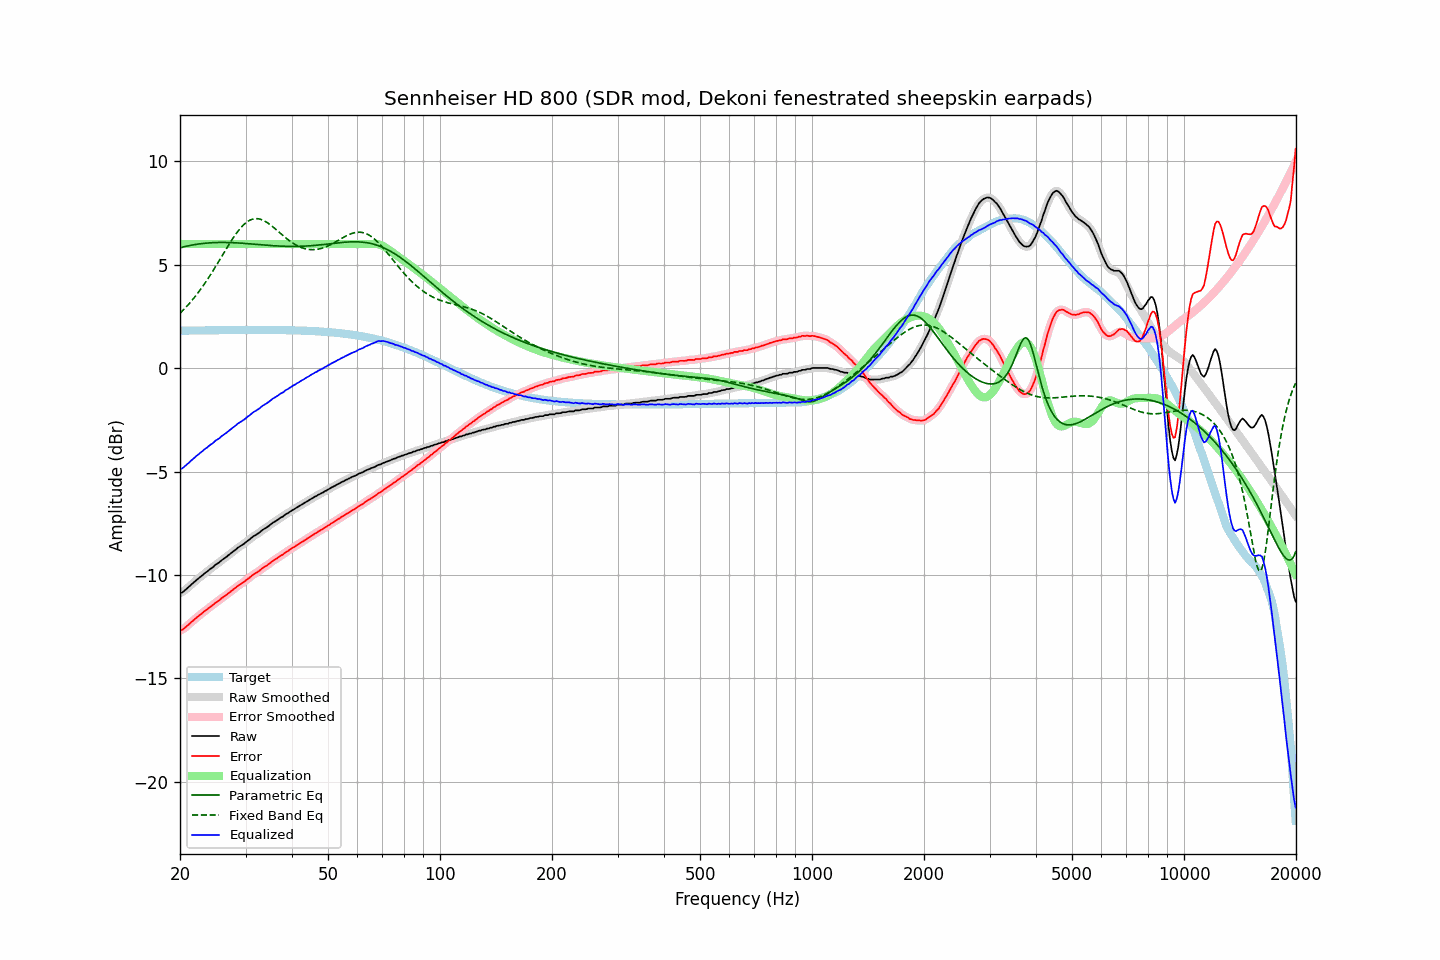 Sennheiser HD 800 (SDR mod, Dekoni fenestrated sheepskin earpads)
Amplitude (dBr)
10
5
0
−5
−10
−15
−20
Target
Raw Smoothed
Error Smoothed
Raw
Error
Equalization
Parametric Eq
Fixed Band Eq
Equalized
20 50 100 200 500 1000 2000 5000 10000 20000
Frequency (Hz)